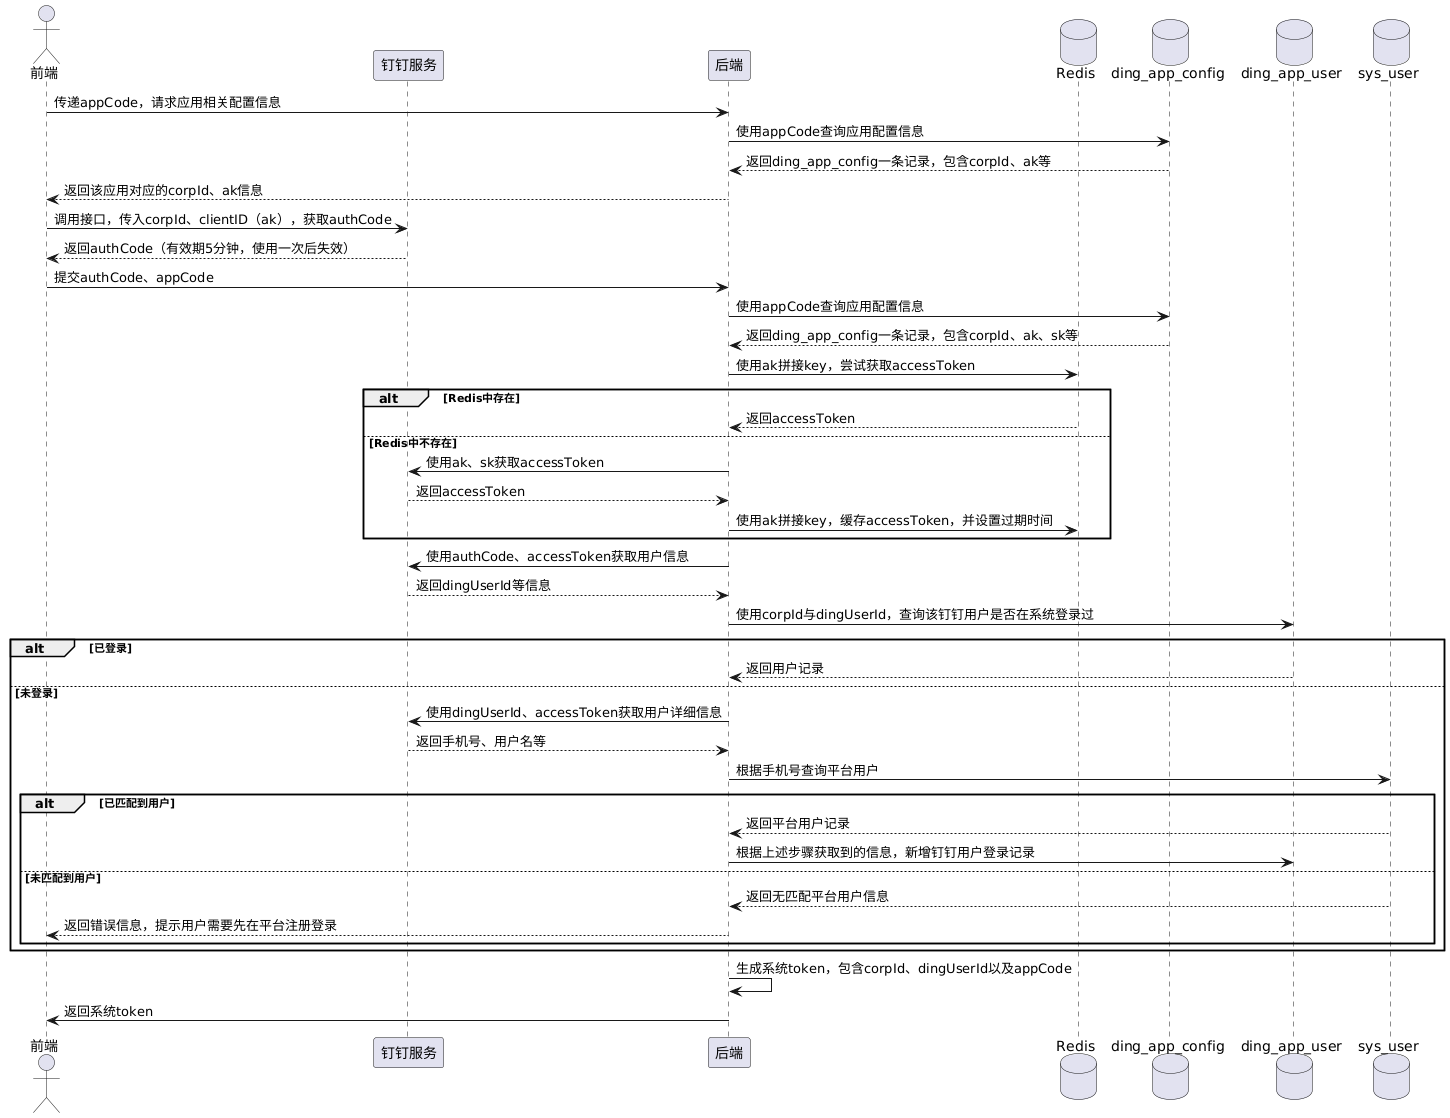 前端
钉钉服务
后端
Redis
ding_app_config
ding_app_user
sys_user
传递appCode，请求应用相关配置信息
使用appCode查询应用配置信息
返回ding_app_config一条记录，包含corpId、ak等
返回该应用对应的corpId、ak信息
调用接口，传入corpId、clientID（ak）, 获取authCode
返回authCode（有效期5分钟，使用一次后失效）
提交authCode、appCode
使用appCode查询应用配置信息
返回ding_app_config一条记录，包含corpId、ak、sk等
使用ak拼接key，尝试获取accessToken
alt
[Redis中存在]
返回accessToken
[Redis中不存在]
使用ak、sk获取accessToken
返回accessToken
使用ak拼接key，缓存accessToken，并设置过期时间
使用authCode、accessToken获取用户信息
返回dingUserId等信息
使用corpId与dingUserId，查询该钉钉用户是否在系统登录过
alt
[已登录]
返回用户记录
[未登录]
使用dingUserId、accessToken获取用户详细信息
返回手机号、用户名等
根据手机号查询平台用户
alt
[已匹配到用户]
返回平台用户记录
根据上述步骤获取到的信息，新增钉钉用户登录记录
[未匹配到用户]
返回无匹配平台用户信息
返回错误信息，提示用户需要先在平台注册登录
生成系统token，包含corpId、dingUserId以及appCode
返回系统token
前端
钉钉服务
后端
Redis
ding_app_config
ding_app_user
sys_user